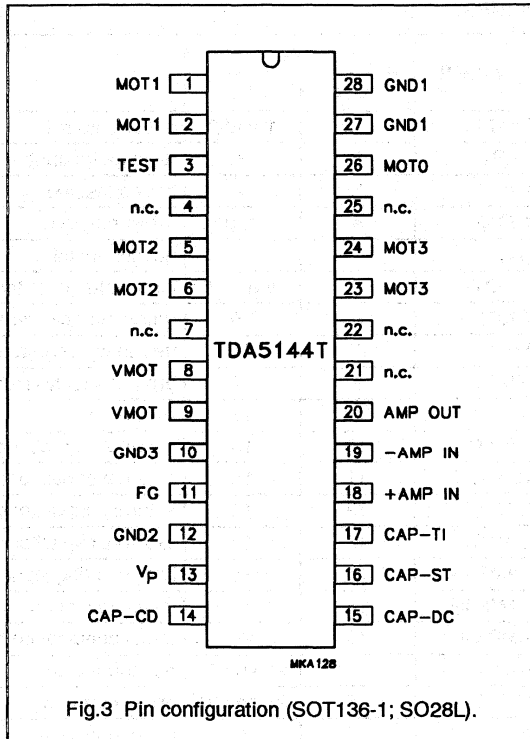 MOT1 1 28 GND1
MOT1 2 27 GND1
TEST 3 26 MOT0
n.c. 4 25 n.c.
MOT2 5 24 MOT3
MOT2 6 23 MOT3
n.c. 7 22 n.c.
TDA5144T
VMOT 8 21 n.c.
VMOT 9 20 AMP OUT
GND3 10 19 -AMP IN
FG 11 18 +AMP IN
GND2 12 17 CAP-TI
VP 13 16 CAP-ST
CAP-CD 14 15 CAP-DC
MKA128
Fig.3 Pin configuration (SOT136-1; SO28L).